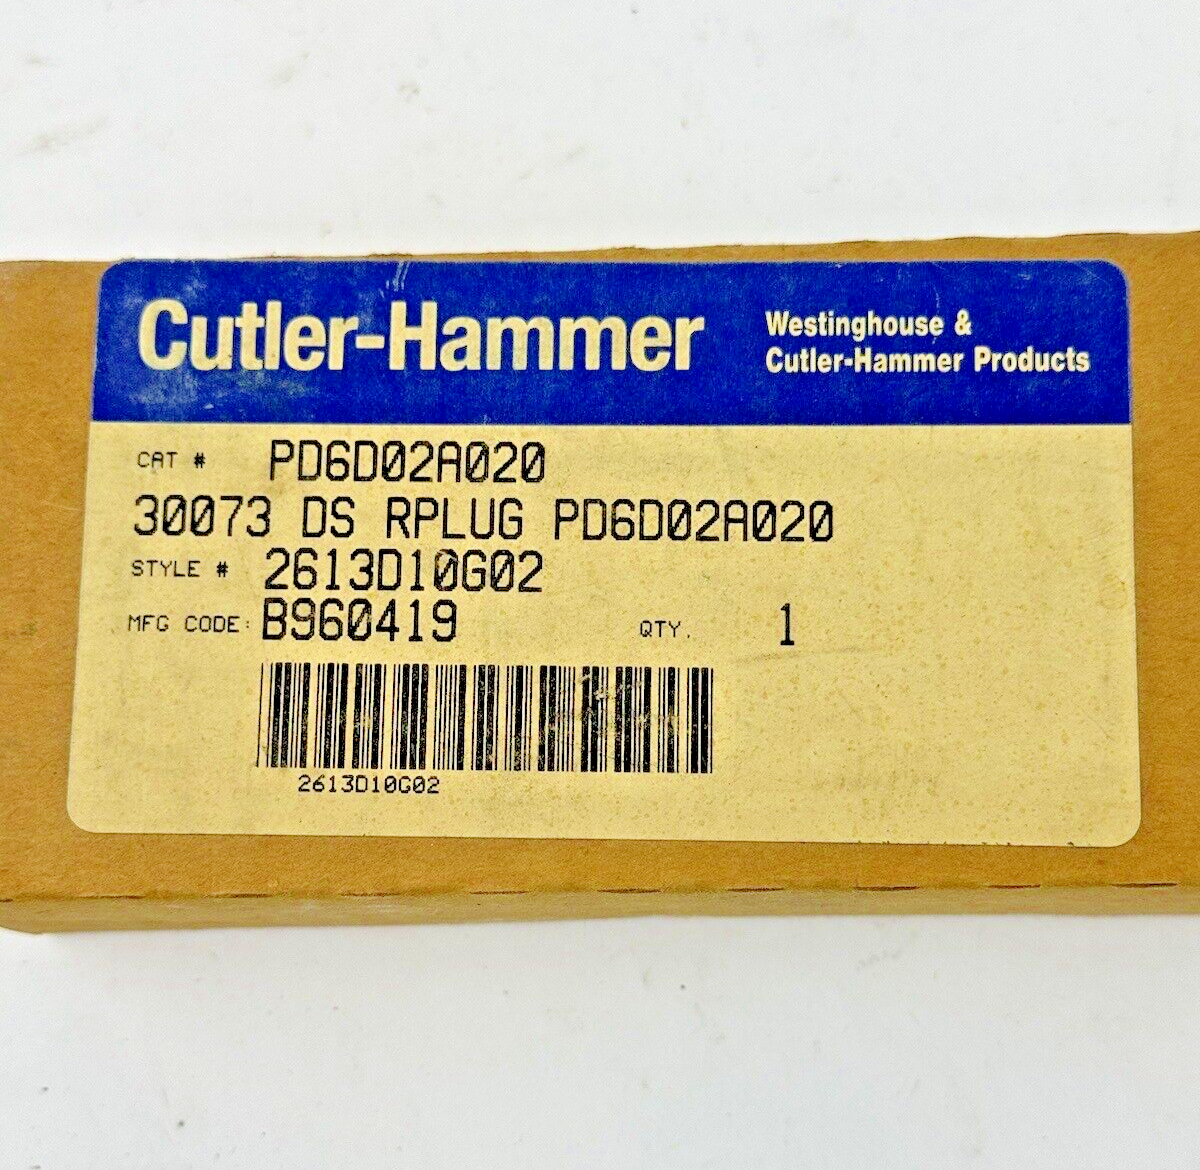 Cutler-Hammer
Westinghouse &
Cutler-Hammer Products
CAT # PD6D02A020
30073 DS RPLUG PD6D02A020
STYLE # 2613D10G02
MFG CODE: B960419 QTY. 1
2613D10G02